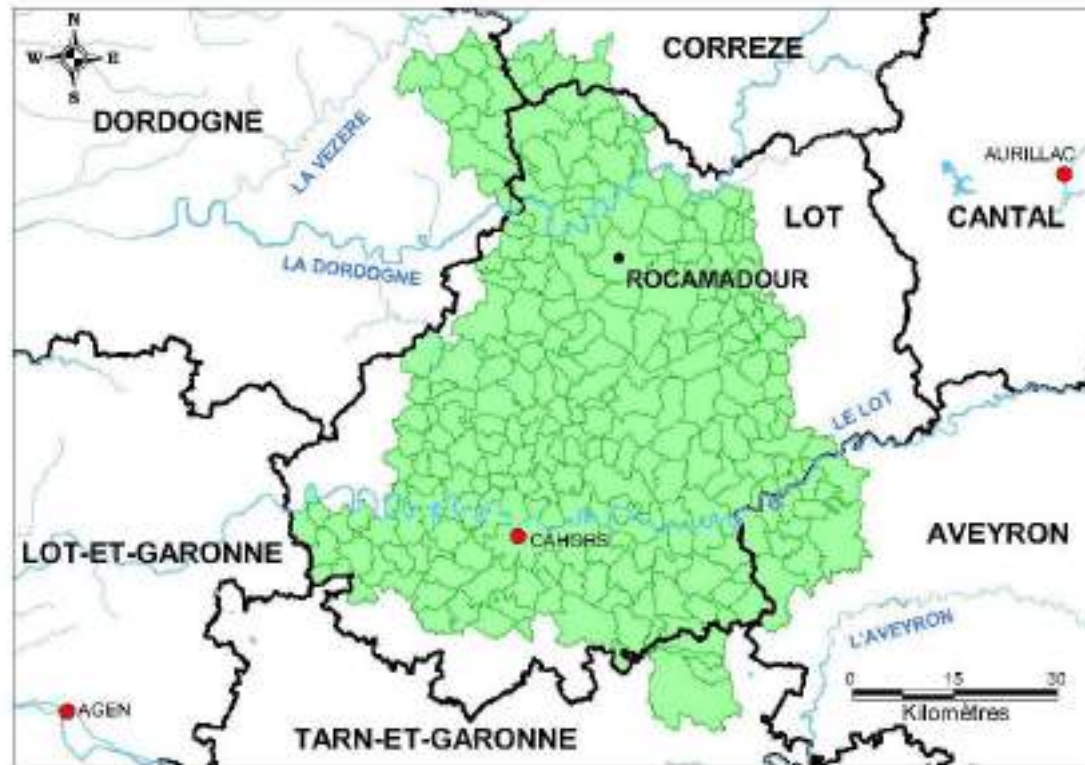 N
W
E
S
CORREZE
DORDOGNE
LA VEZERE
AURILLAC
LOT
CANTAL
LA DORDOGNE
ROCAMADOUR
LE LOT
CAHORS
LOT-ET-GARONNE
AVEYRON
L'AVEYRON
0 15 30
Kilomètres
AGEN
TARN-ET-GARONNE